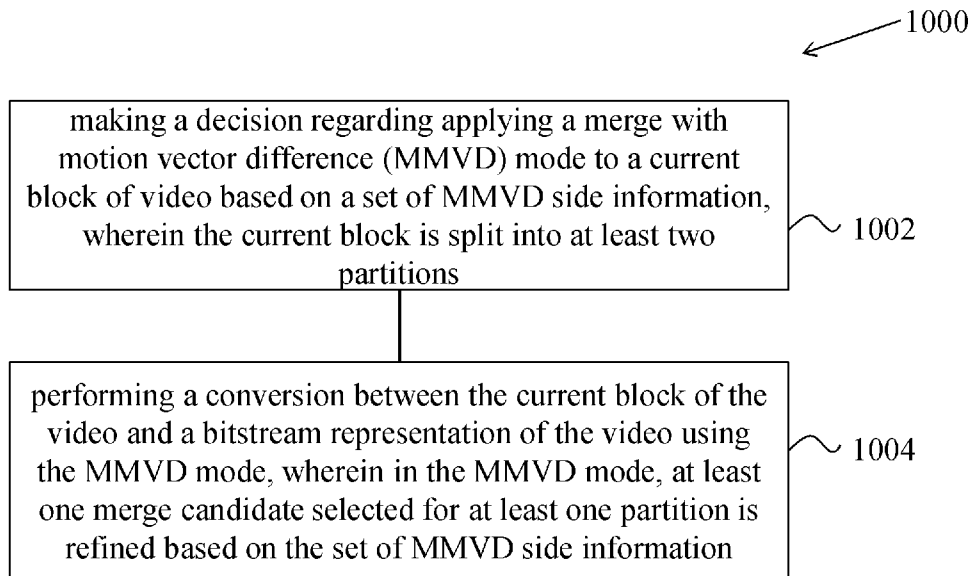 1000
making a decision regarding applying a merge with
motion vector difference (MMVD) mode to a current
block of video based on a set of MMVD side information,
wherein the current block is split into at least two
partitions
1002
performing a conversion between the current block of the
video and a bitstream representation of the video using
the MMVD mode, wherein in the MMVD mode, at least
one merge candidate selected for at least one partition is
refined based on the set of MMVD side information
1004